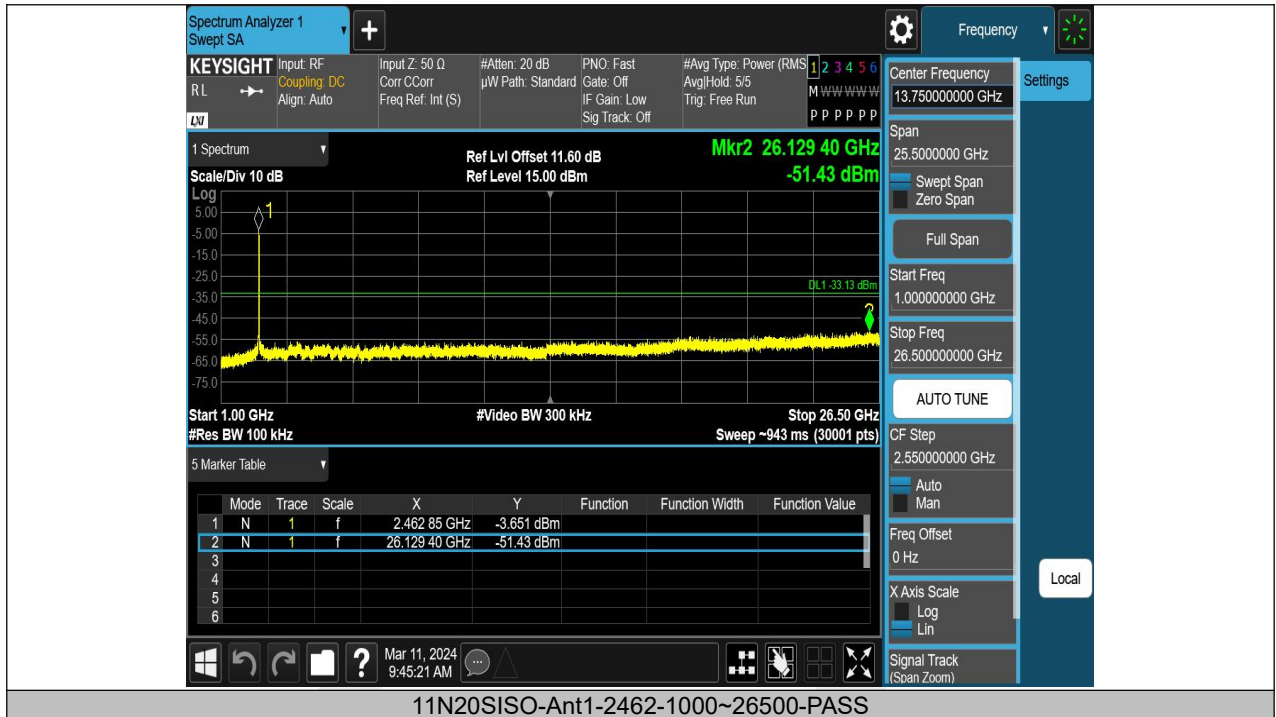 Spectrum Analyzer 1
Swept SA
+
Frequency
KEYSIGHT
RL
LXI
Input: RF
Coupling: DC
Align: Auto
Input Z: 50 Ω
Corr CCorr
Freq Ref: Int (S)
#Atten: 20 dB
µW Path: Standard
PNO: Fast
Gate: Off
IF Gain: Low
Sig Track: Off
#Avg Type: Power (RMS
Avg|Hold: 5/5
Trig: Free Run
1 2 3 4 5 6
M W W W W W
P P P P P P
1 Spectrum
Scale/Div 10 dB
Ref Lvl Offset 11.60 dB
Ref Level 15.00 dBm
Mkr2 26.129 40 GHz
-51.43 dBm
Log
5.00
-5.00
-15.0
-25.0
-35.0
-45.0
-55.0
-65.0
-75.0
1
DL1 -33.13 dBm
Start 1.00 GHz
#Video BW 300 kHz
Stop 26.50 GHz
#Res BW 100 kHz
Sweep ~943 ms (30001 pts)
5 Marker Table
Mode Trace Scale X Y Function Function Width Function Value
1 N 1 f 2.462 85 GHz -3.651 dBm
2 N 1 f 26.129 40 GHz -51.43 dBm
3
4
5
6
?
Mar 11, 2024
9:45:21 AM
Center Frequency
13.750000000 GHz
Settings
Span
25.5000000 GHz
Swept Span
Zero Span
Full Span
Start Freq
1.000000000 GHz
Stop Freq
26.500000000 GHz
AUTO TUNE
CF Step
2.550000000 GHz
Auto
Man
Freq Offset
0 Hz
Local
X Axis Scale
Log
Lin
Signal Track
(Span Zoom)
11N20SISO-Ant1-2462-1000~26500-PASS